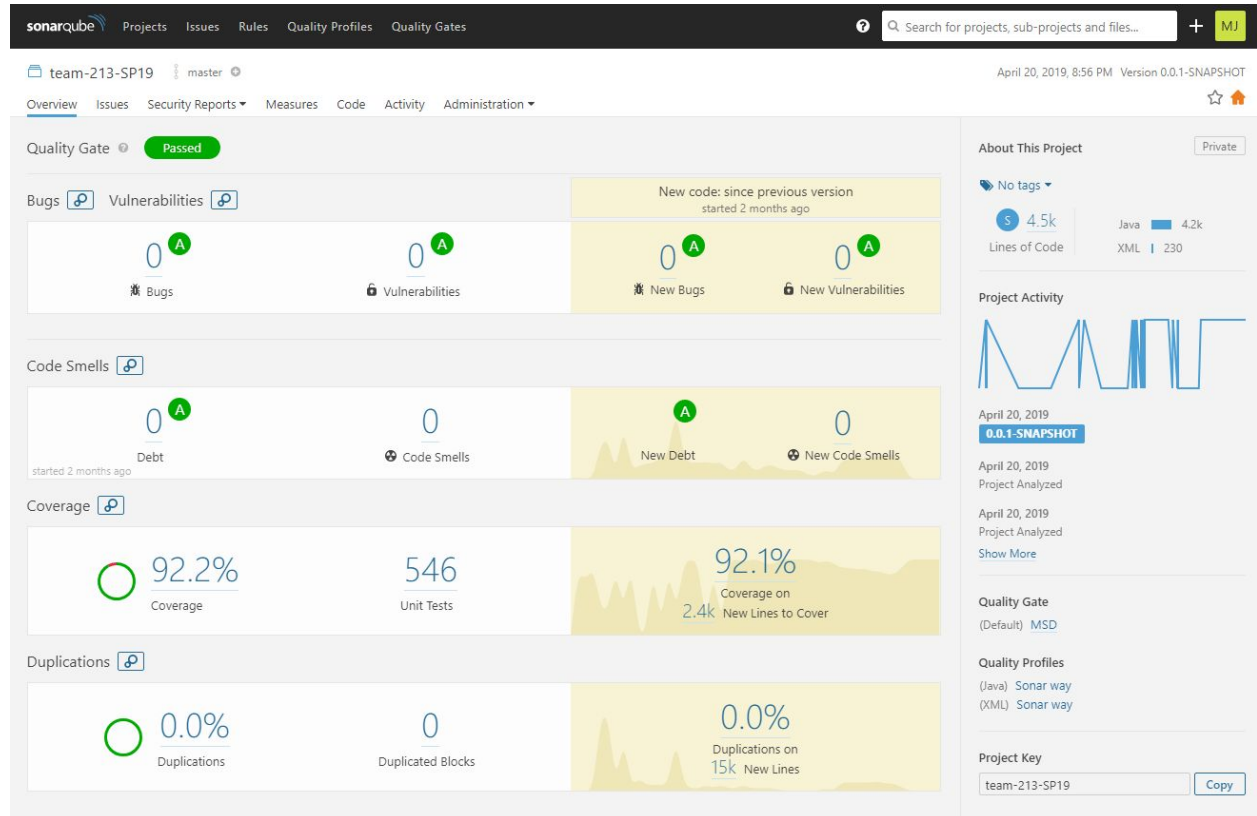 sonarqube Projects Issues Rules Quality Profiles Quality Gates Search for projects, sub-projects and files... MJ
team-213-SP19 master April 20, 2019, 8:56 PM Version 0.0.1-SNAPSHOT
Overview Issues Security Reports Measures Code Activity Administration
Quality Gate Passed
Bugs Vulnerabilities
New code: since previous version
started 2 months ago
0 A 0 A 0 A 0 A
Bugs Vulnerabilities New Bugs New Vulnerabilities
Code Smells
0 A 0 A 0
Debt Code Smells New Debt New Code Smells
started 2 months ago
Coverage
92.2% 546 92.1%
Coverage Unit Tests Coverage on
2.4k New Lines to Cover
Duplications
0.0% 0 0.0%
Duplications Duplicated Blocks Duplications on
15k New Lines
About This Project Private
No tags
S 4.5k Java 4.2k
Lines of Code XML 230
Project Activity
April 20, 2019
0.0.1-SNAPSHOT
April 20, 2019
Project Analyzed
April 20, 2019
Project Analyzed
Show More
Quality Gate
(Default) MSD
Quality Profiles
(Java) Sonar way
(XML) Sonar way
Project Key
team-213-SP19 Copy